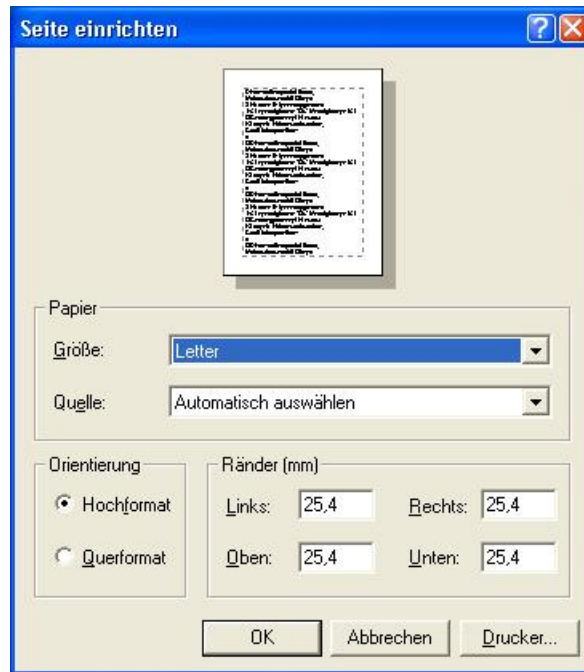 Seite einrichten
Papier
Größe:
Letter
Quelle:
Automatisch auswählen
Orientierung
Hochformat
Querformat
Ränder (mm)
Links: 25,4 Rechts: 25,4
Oben: 25,4 Unten: 25,4
OK Abbrechen Drucker...